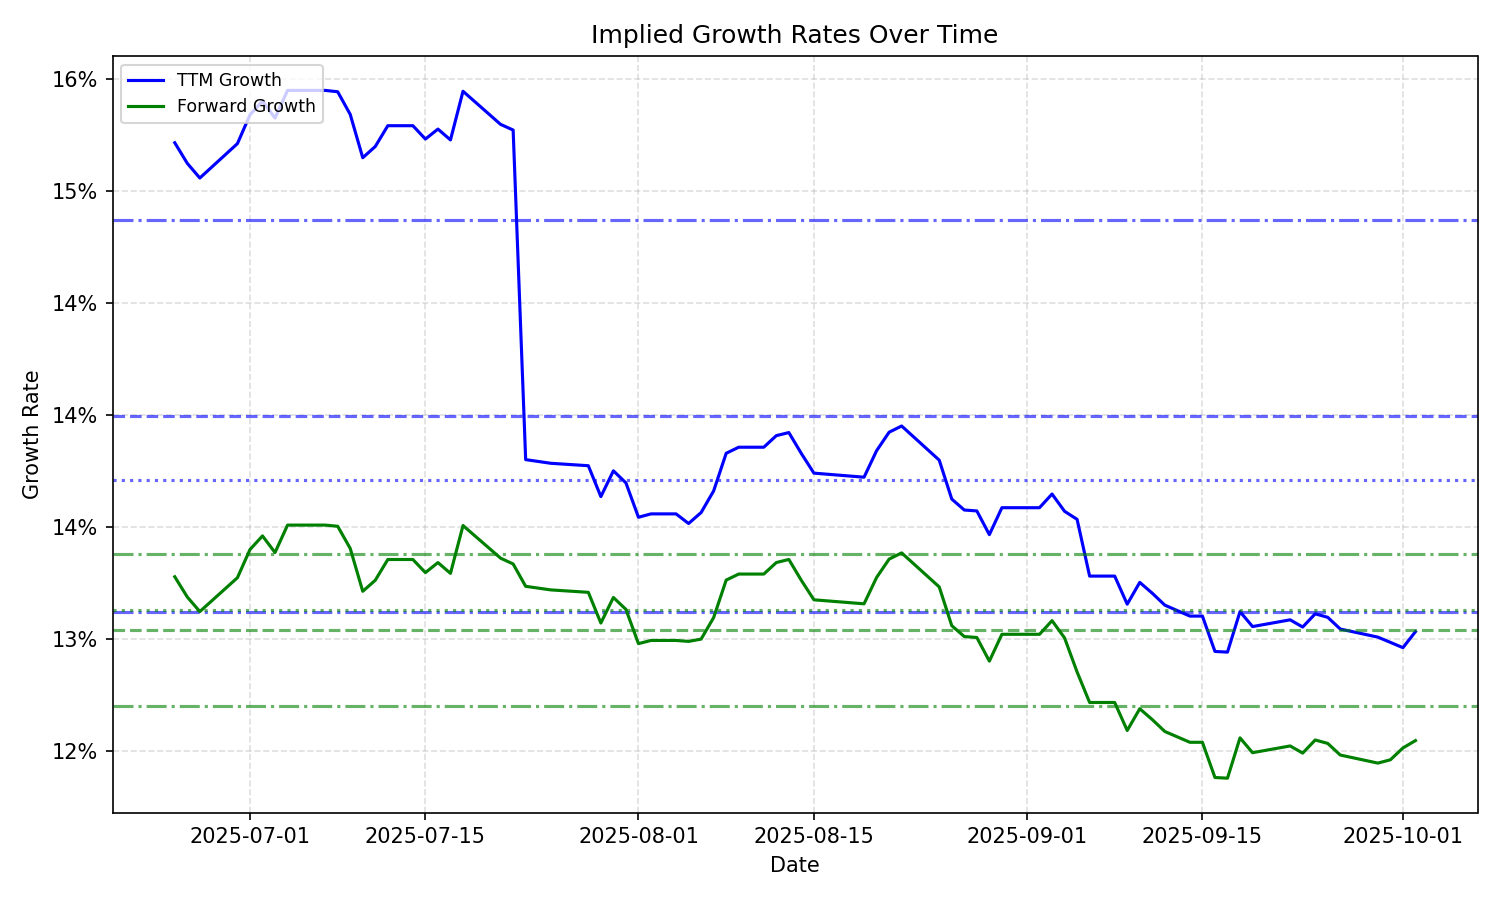 Implied Growth Rates Over Time
TTM Growth
Forward Growth
16%
15%
14%
14%
14%
13%
12%
Growth Rate
2025-07-01
2025-07-15
2025-08-01
2025-08-15
2025-09-01
2025-09-15
2025-10-01
Date